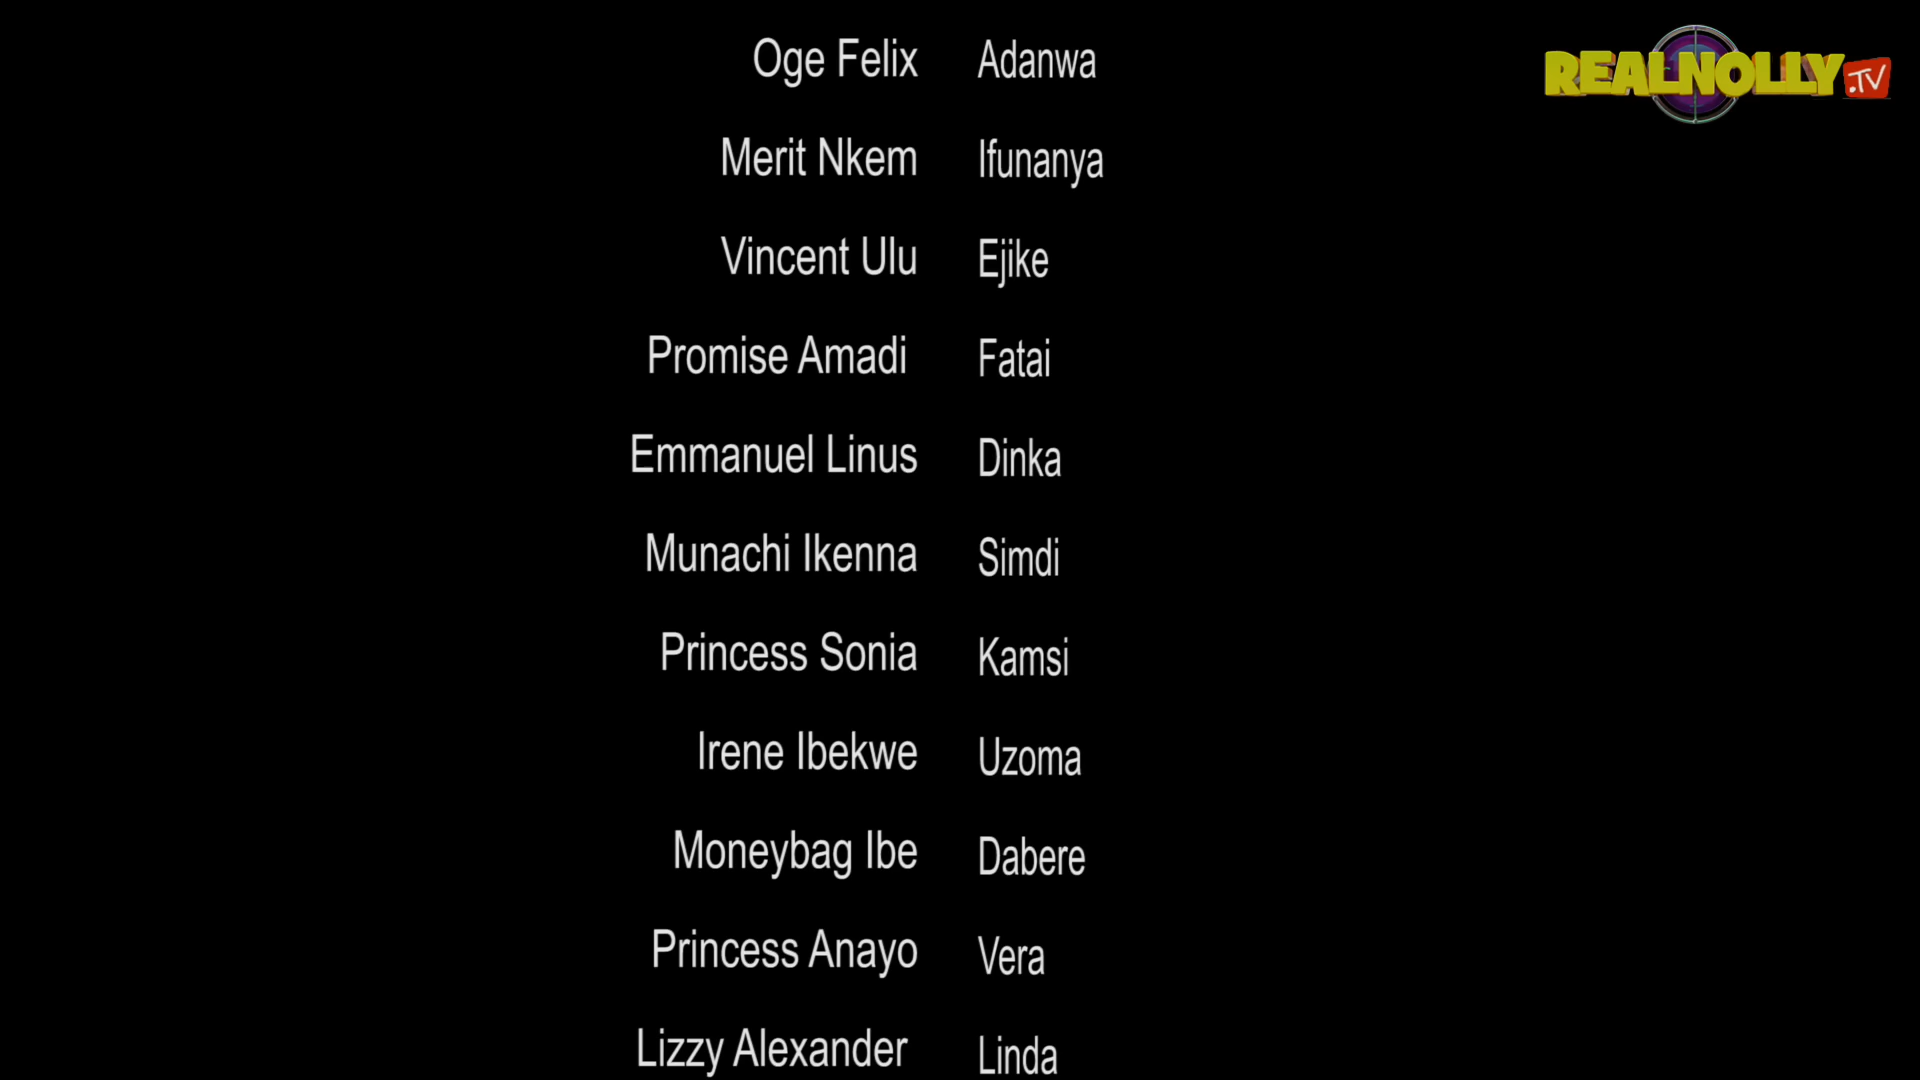 REALNOLLY.TV
Oge Felix Adanwa
Merit Nkem Ifunanya
Vincent Ulu Ejike
Promise Amadi Fatai
Emmanuel Linus Dinka
Munachi Ikenna Simdi
Princess Sonia Kamsi
Irene Ibekwe Uzoma
Moneybag Ibe Dabere
Princess Anayo Vera
Lizzy Alexander Linda